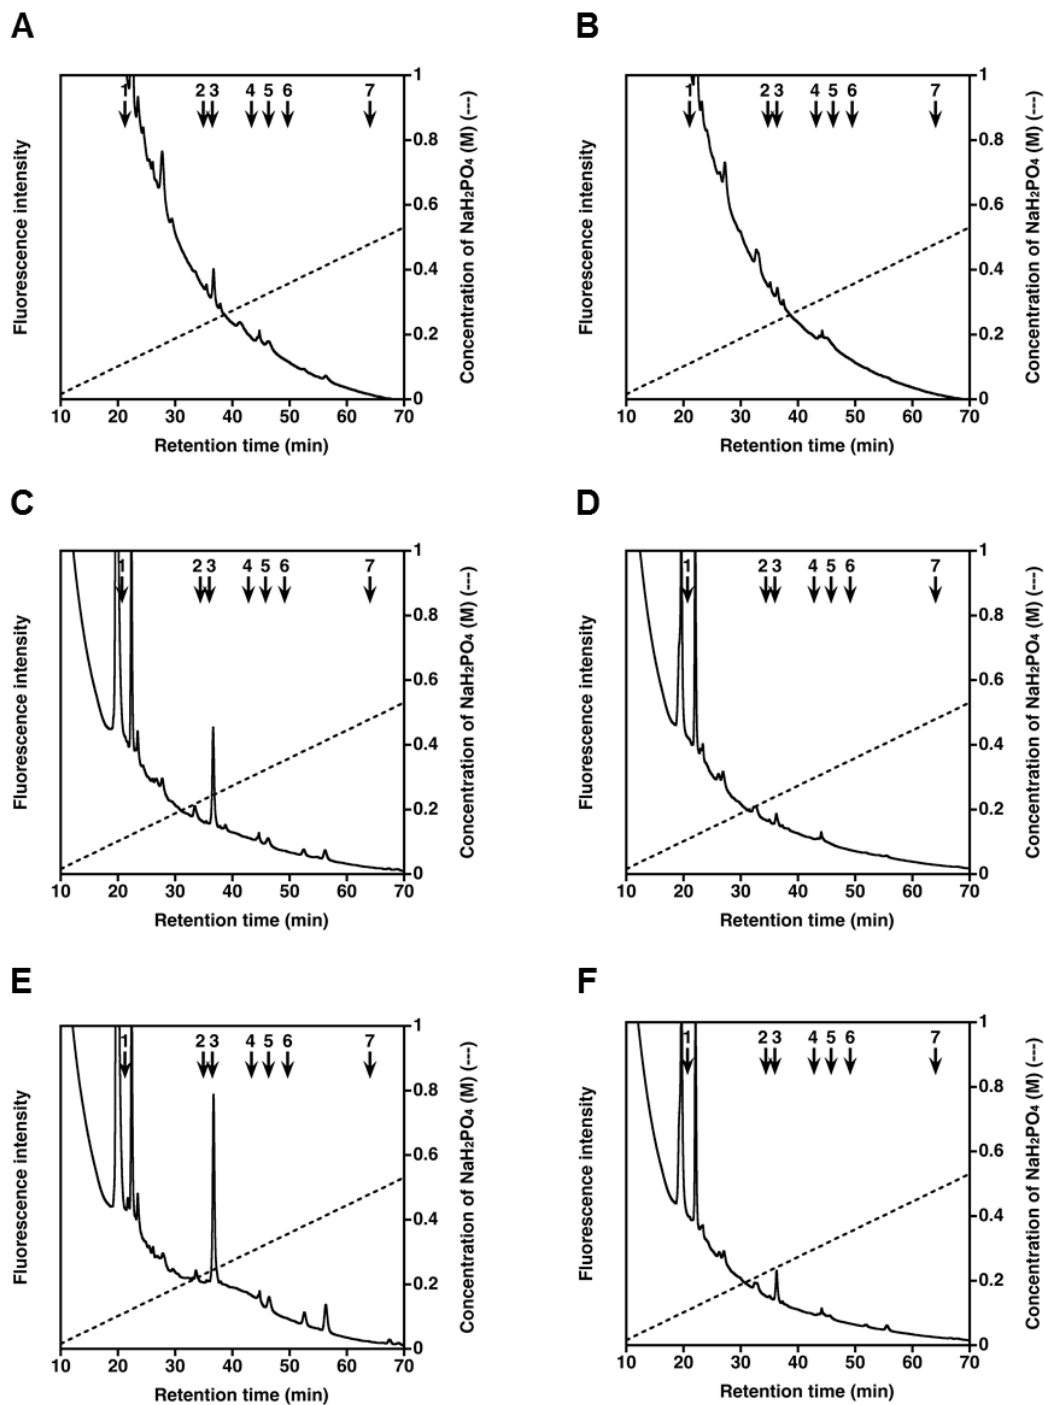 A
1 2 3 4 5 6 7
Fluorescence intensity
1
0.8
0.6
0.4
0.2
0
Concentration of NaH₂PO₄ (M) (---)
10 20 30 40 50 60 70
Retention time (min)
B
1 2 3 4 5 6 7
Fluorescence intensity
1
0.8
0.6
0.4
0.2
0
Concentration of NaH₂PO₄ (M) (---)
10 20 30 40 50 60 70
Retention time (min)
C
1 2 3 4 5 6 7
Fluorescence intensity
1
0.8
0.6
0.4
0.2
0
Concentration of NaH₂PO₄ (M) (---)
10 20 30 40 50 60 70
Retention time (min)
D
1 2 3 4 5 6 7
Fluorescence intensity
1
0.8
0.6
0.4
0.2
0
Concentration of NaH₂PO₄ (M) (---)
10 20 30 40 50 60 70
Retention time (min)
E
1 2 3 4 5 6 7
Fluorescence intensity
1
0.8
0.6
0.4
0.2
0
Concentration of NaH₂PO₄ (M) (---)
10 20 30 40 50 60 70
Retention time (min)
F
1 2 3 4 5 6 7
Fluorescence intensity
1
0.8
0.6
0.4
0.2
0
Concentration of NaH₂PO₄ (M) (---)
10 20 30 40 50 60 70
Retention time (min)